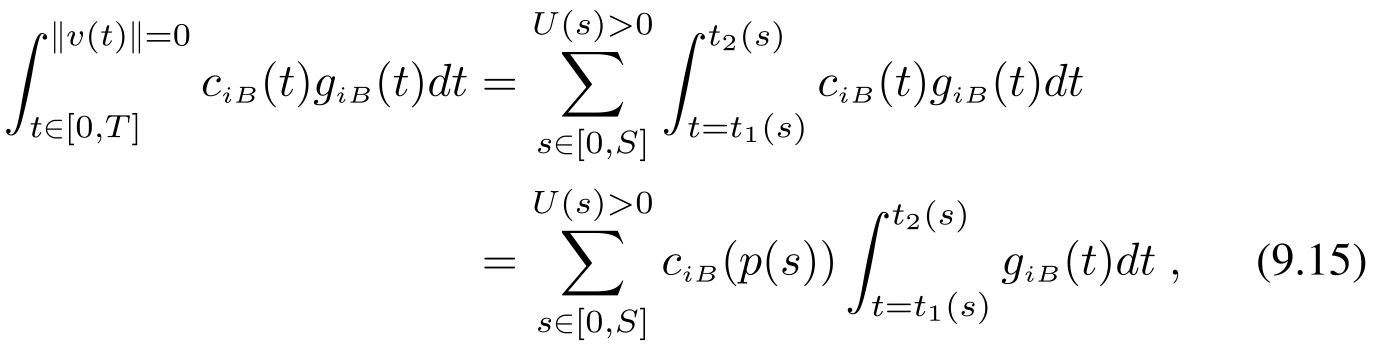 \int_{t\in[0,T]}^{\|v(t)\|=0} c_{iB}(t)g_{iB}(t)dt = \sum_{s\in[0,S]}^{U(s)>0} \int_{t=t_1(s)}^{t_2(s)} c_{iB}(t)g_{iB}(t)dt
= \sum_{s\in[0,S]}^{U(s)>0} c_{iB}(p(s)) \int_{t=t_1(s)}^{t_2(s)} g_{iB}(t)dt , (9.15)